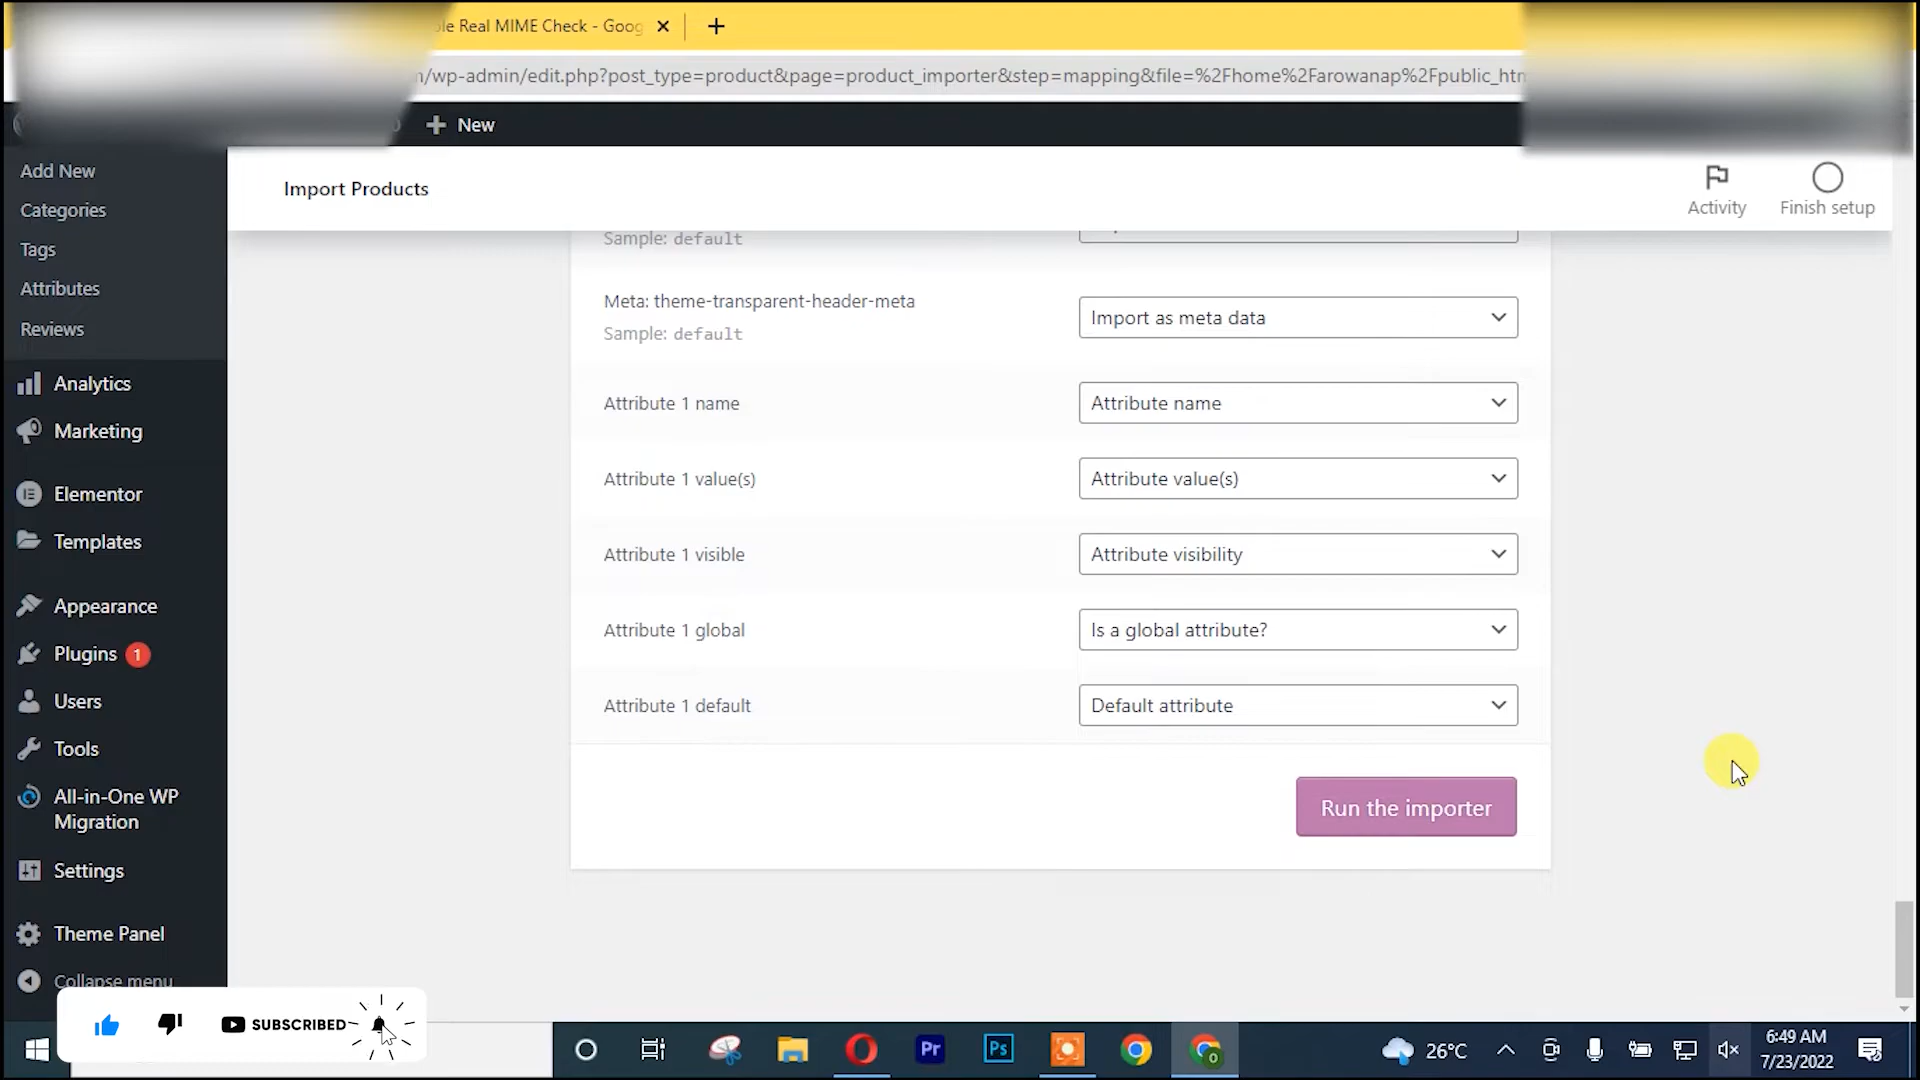 ole Real MIME Check - Goog
/wp-admin/edit.php?post_type=product&page=product_importer&step=mapping&file=%2Fhome%2Farowanap%2Fpublic_htm
New
Add New
Categories
Tags
Attributes
Reviews
Analytics
Marketing
Elementor
Templates
Appearance
Plugins 1
Users
Tools
All-in-One WP
Migration
Settings
Theme Panel
Collapse menu
Import Products
Activity
Finish setup
Sample: default
Meta: theme-transparent-header-meta
Import as meta data
Sample: default
Attribute 1 name
Attribute name
Attribute 1 value(s)
Attribute value(s)
Attribute 1 visible
Attribute visibility
Attribute 1 global
Is a global attribute?
Attribute 1 default
Default attribute
Run the importer
SUBSCRIBED
Pr
Ps
26°C
6:49 AM
7/23/2022